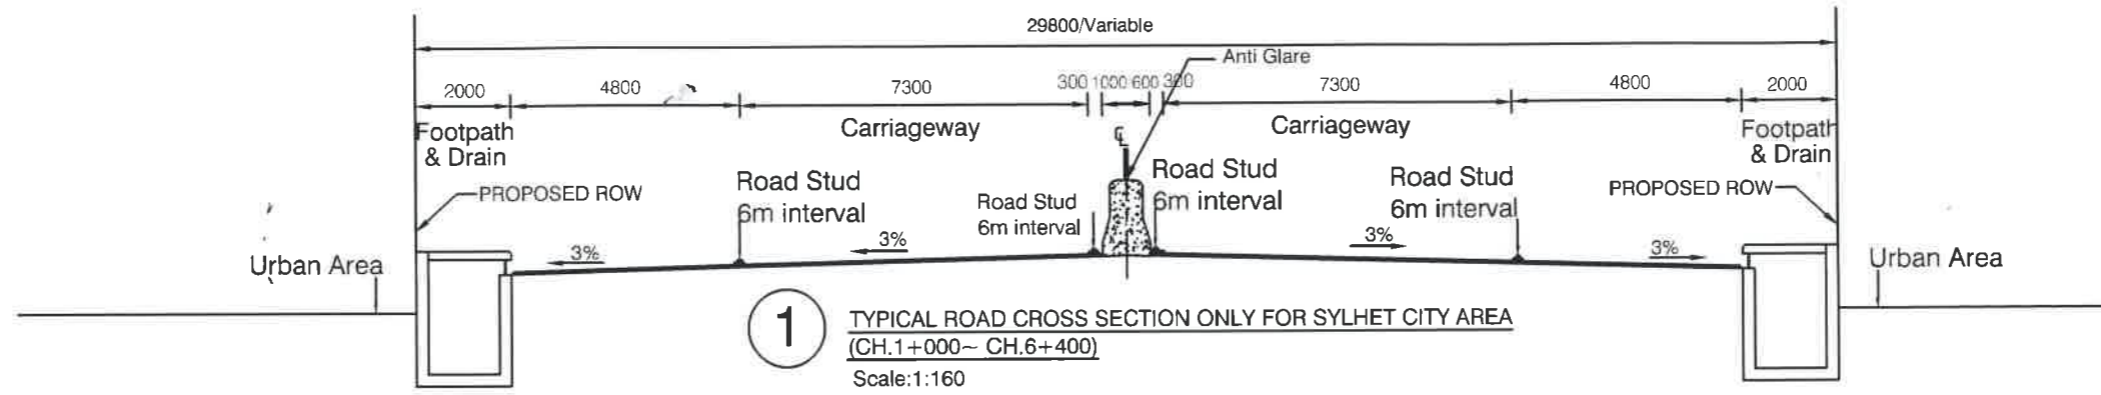 29800/Variable
Anti Glare
2000
4800
7300
300 1000 600 300
7300
4800
2000
Footpath
& Drain
Carriageway
Carriageway
Footpath
& Drain
℄
PROPOSED ROW
Road Stud
6m interval
Road Stud
6m interval
Road Stud
6m interval
Road Stud
6m interval
PROPOSED ROW
3%
3%
3%
3%
Urban Area
Urban Area
1
TYPICAL ROAD CROSS SECTION ONLY FOR SYLHET CITY AREA
(CH.1+000~ CH.6+400)
Scale:1:160